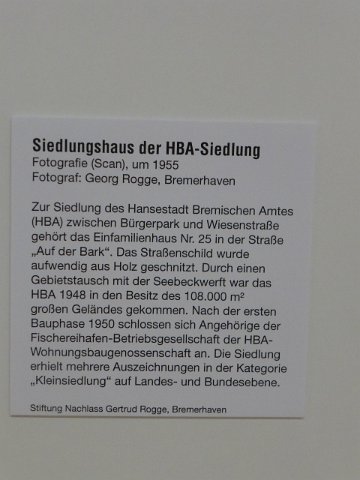 Siedlungshaus der HBA-Siedlung
Fotografie (Scan), um 1955
Fotograf: Georg Rogge, Bremerhaven
Zur Siedlung des Hansestadt Bremischen Amtes
(HBA) zwischen Bürgerpark und Wiesenstraße
gehört das Einfamilienhaus Nr. 25 in der Straße
„Auf der Bark". Das Straßenschild wurde
aufwendig aus Holz geschnitzt. Durch einen
Gebietstausch mit der Seebeckwerft war das
HBA 1948 in den Besitz des 108.000 m²
großen Geländes gekommen. Nach der ersten
Bauphase 1950 schlossen sich Angehörige der
Fischereihafen-Betriebsgesellschaft der HBA-
Wohnungsbaugenossenschaft an. Die Siedlung
erhielt mehrere Auszeichnungen in der Kategorie
„Kleinsiedlung" auf Landes- und Bundesebene.
Stiftung Nachlass Gertrud Rogge, Bremerhaven